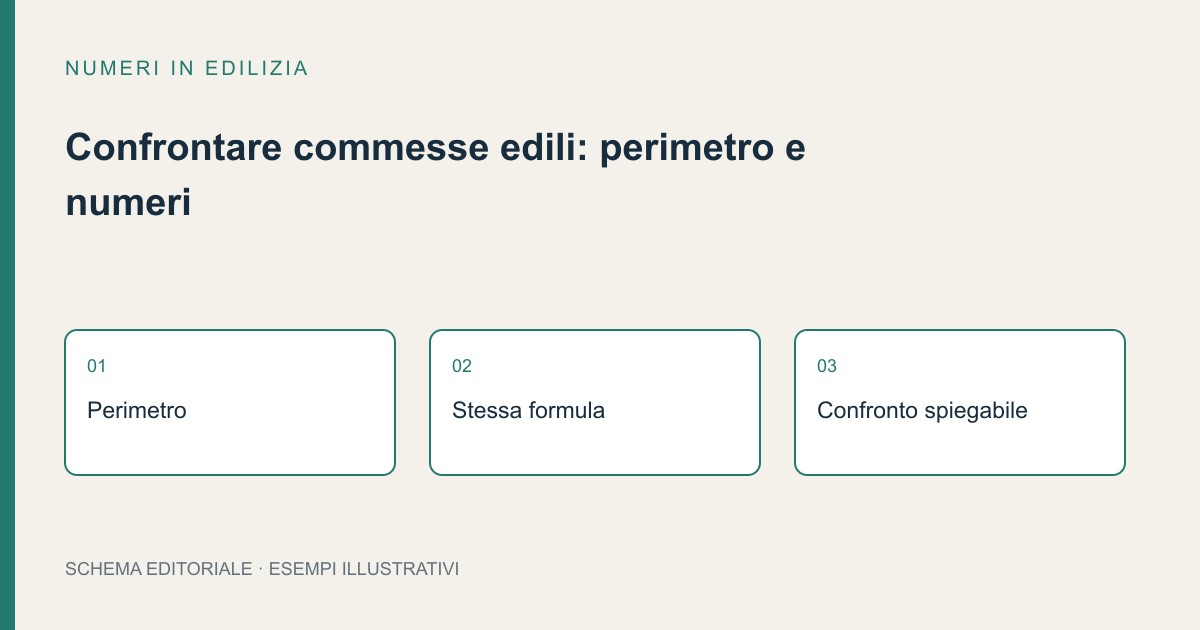 NUMERI IN EDILIZIA
Confrontare commesse edili: perimetro e
numeri
01
Perimetro
02
Stessa formula
03
Confronto spiegabile
SCHEMA EDITORIALE · ESEMPI ILLUSTRATIVI